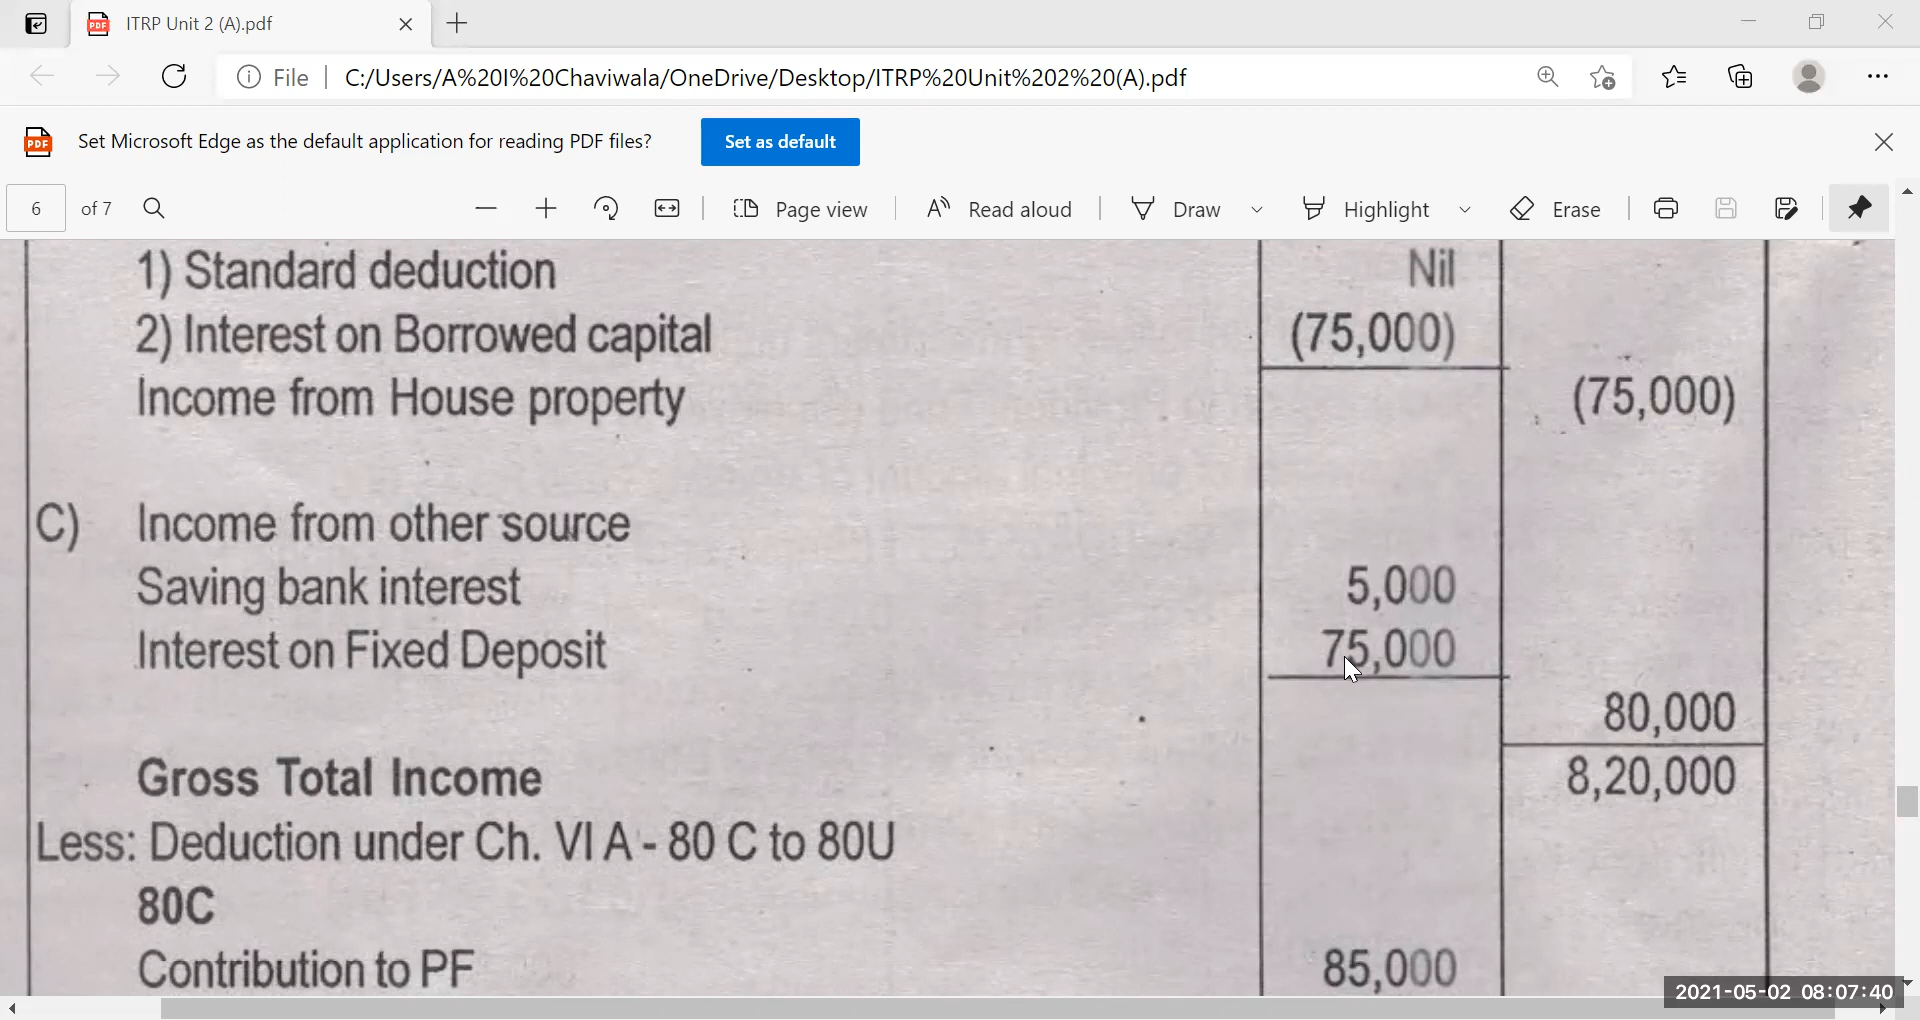 ITRP Unit 2 (A).pdf
File C:/Users/A%20I%20Chaviwala/OneDrive/Desktop/ITRP%20Unit%202%20(A).pdf
PDF Set Microsoft Edge as the default application for reading PDF files? Set as default
6 of 7 Page view Read aloud Draw Highlight Erase
1) Standard deduction Nil
2) Interest on Borrowed capital (75,000)
Income from House property (75,000)
C) Income from other source
Saving bank interest 5,000
Interest on Fixed Deposit 75,000
80,000
Gross Total Income 8,20,000
Less: Deduction under Ch. VI A - 80 C to 80U
80C
Contribution to PF 85,000
2021-05-02 08:07:40